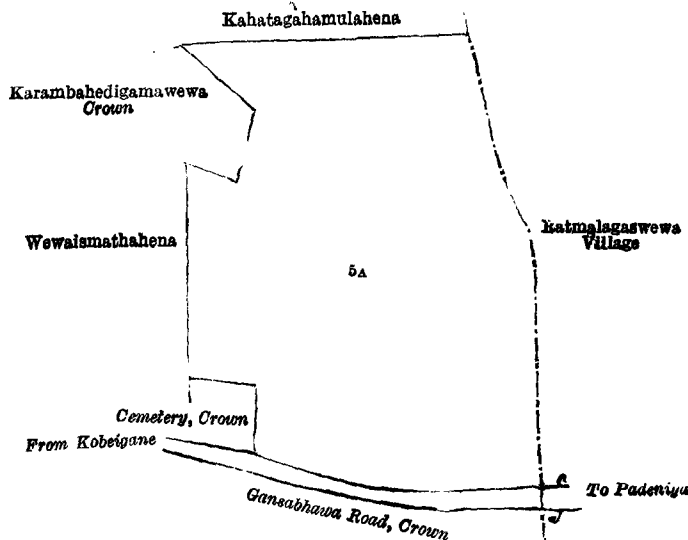 Kahatagahamulahena
Karambahedigamawewa
Crown
Wewaismathahena
Katmalagaswewa
Village
5A
Cemetery, Crown
From Kobeigane
To Padeniya
Gansabhawa Road, Crown